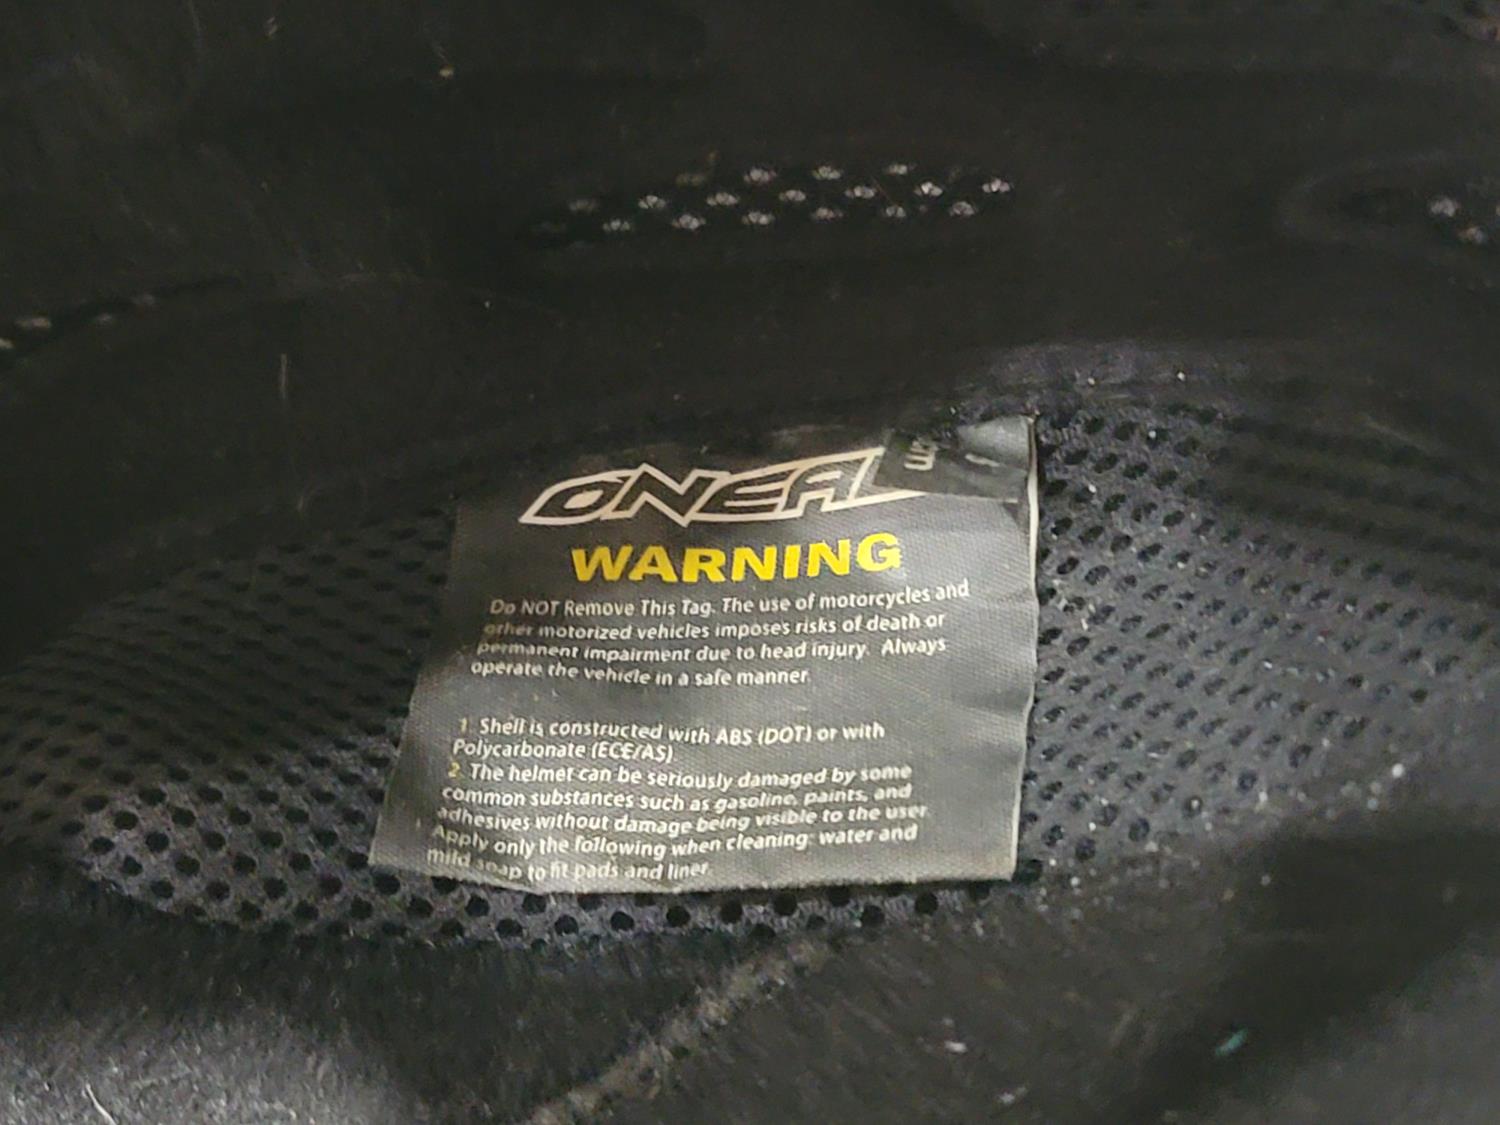 ONEAL
WARNING
Do NOT Remove This Tag. The use of motorcycles and
other motorized vehicles imposes risks of death or
permanent impairment due to head injury. Always
operate the vehicle in a safe manner.
1. Shell is constructed with ABS (DOT) or with
Polycarbonate (ECE/AS)
2. The helmet can be seriously damaged by some
common substances such as gasoline, paints, and
adhesives without damage being visible to the user.
Apply only the following when cleaning: water and
mild soap to fit pads and liner.